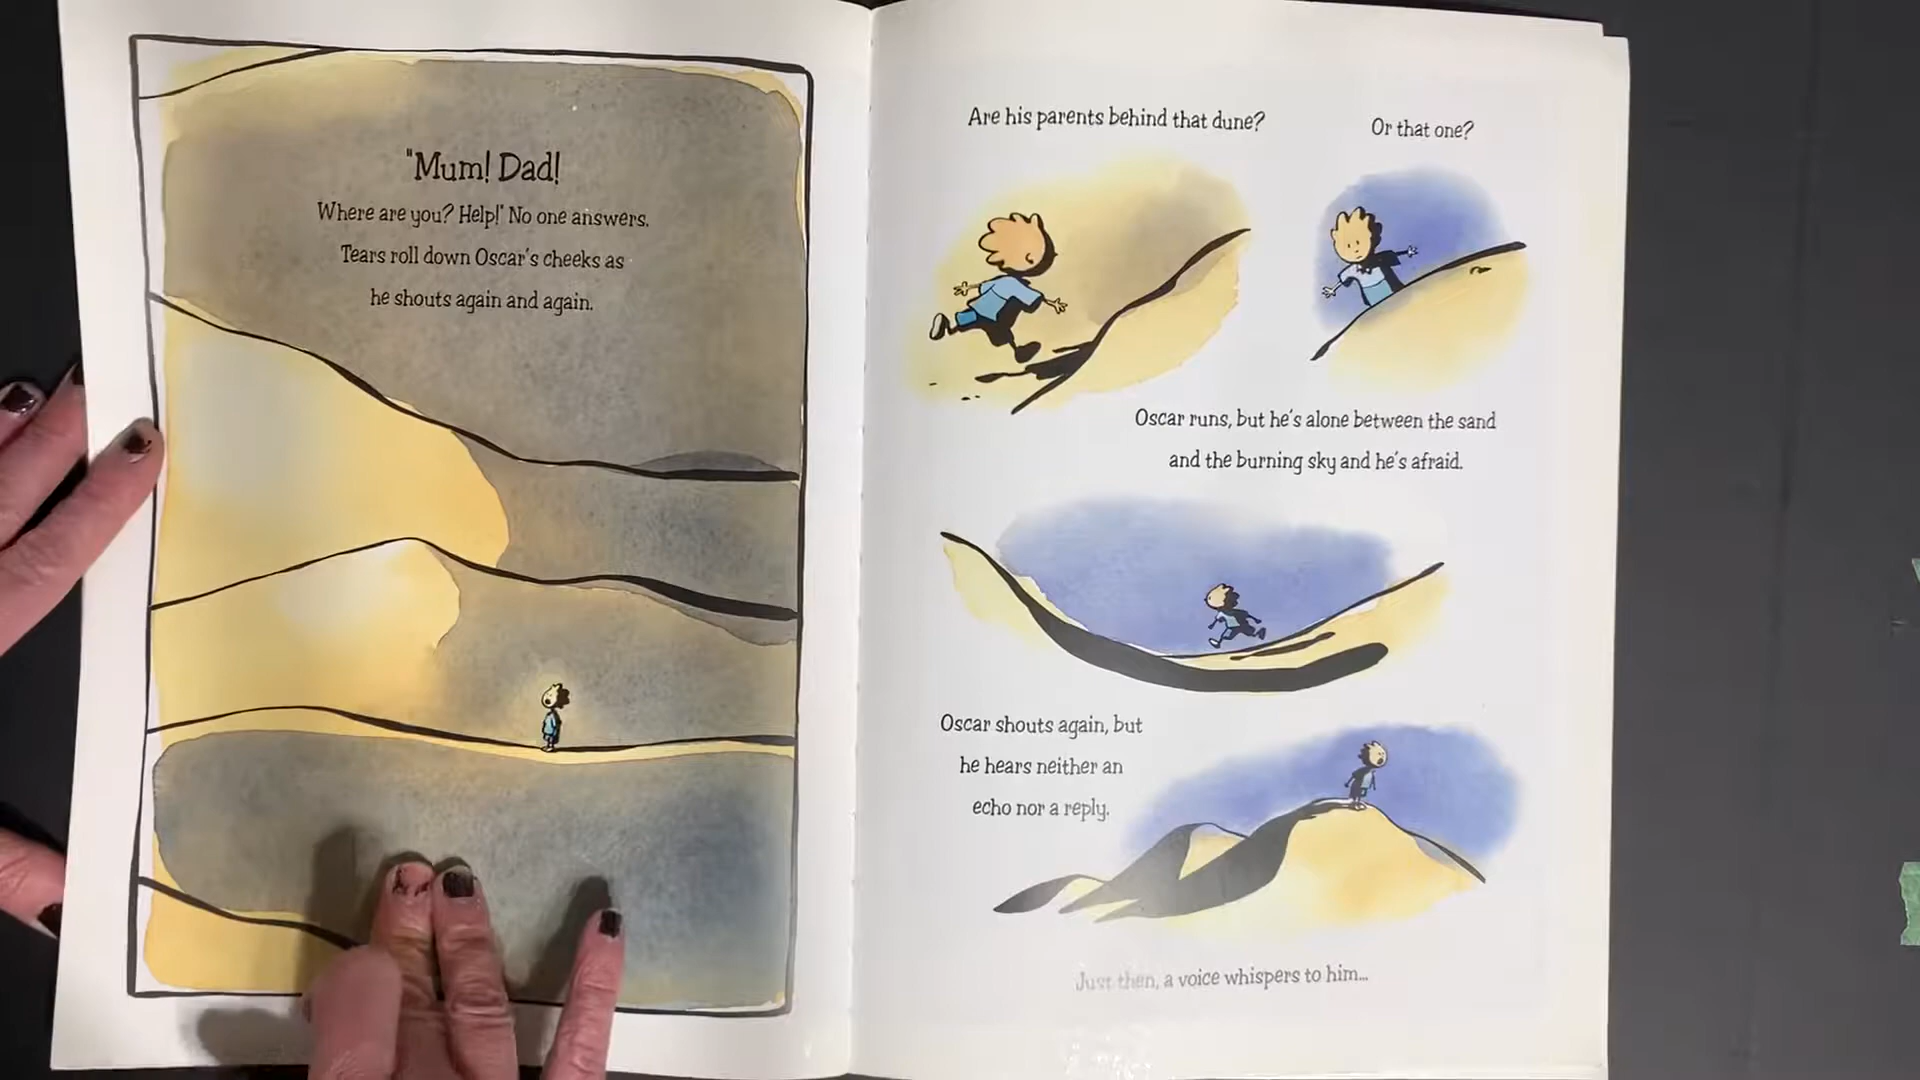 "Mum! Dad!
Where are you? Help!" No one answers.
Tears roll down Oscar's cheeks as
he shouts again and again.
Are his parents behind that dune?
Or that one?
Oscar runs, but he's alone between the sand
and the burning sky and he's afraid.
Oscar shouts again, but
he hears neither an
echo nor a reply.
Just then, a voice whispers to him...